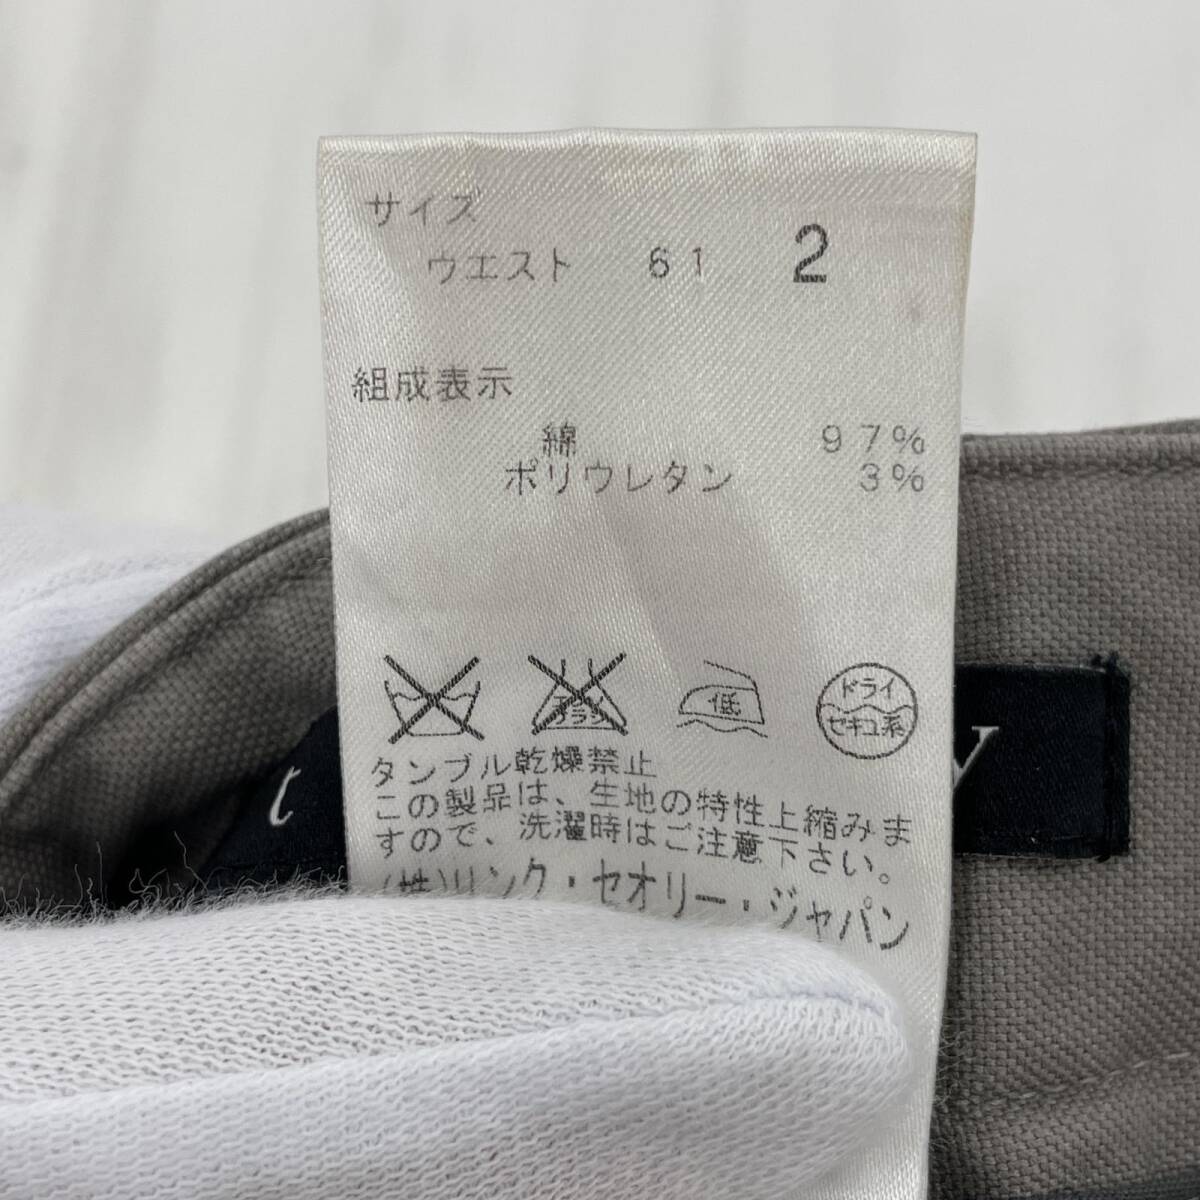 サイズ
ウエスト 61 2
組成表示
綿 97%
ポリウレタン 3%
低
ドライ
セキユ系
タンブル乾燥禁止
この製品は、生地の特性上縮みま
すので、洗濯時はご注意下さい。
(株)リンク・セオリー・ジャパン
t
y